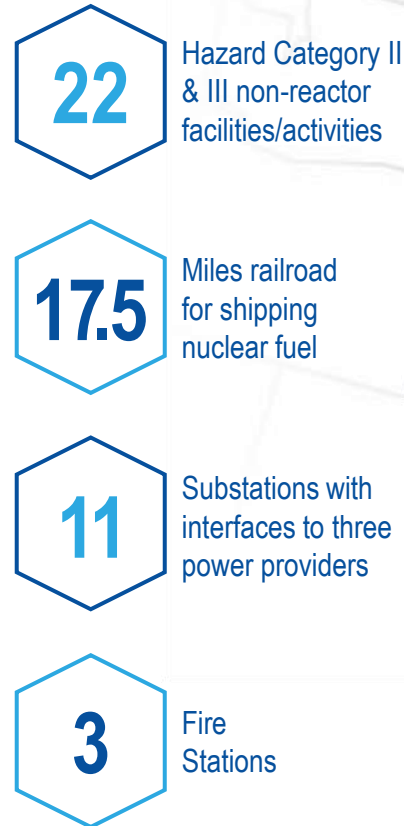 22
Hazard Category II
& III non-reactor
facilities/activities
17.5
Miles railroad
for shipping
nuclear fuel
11
Substations with
interfaces to three
power providers
3
Fire
Stations